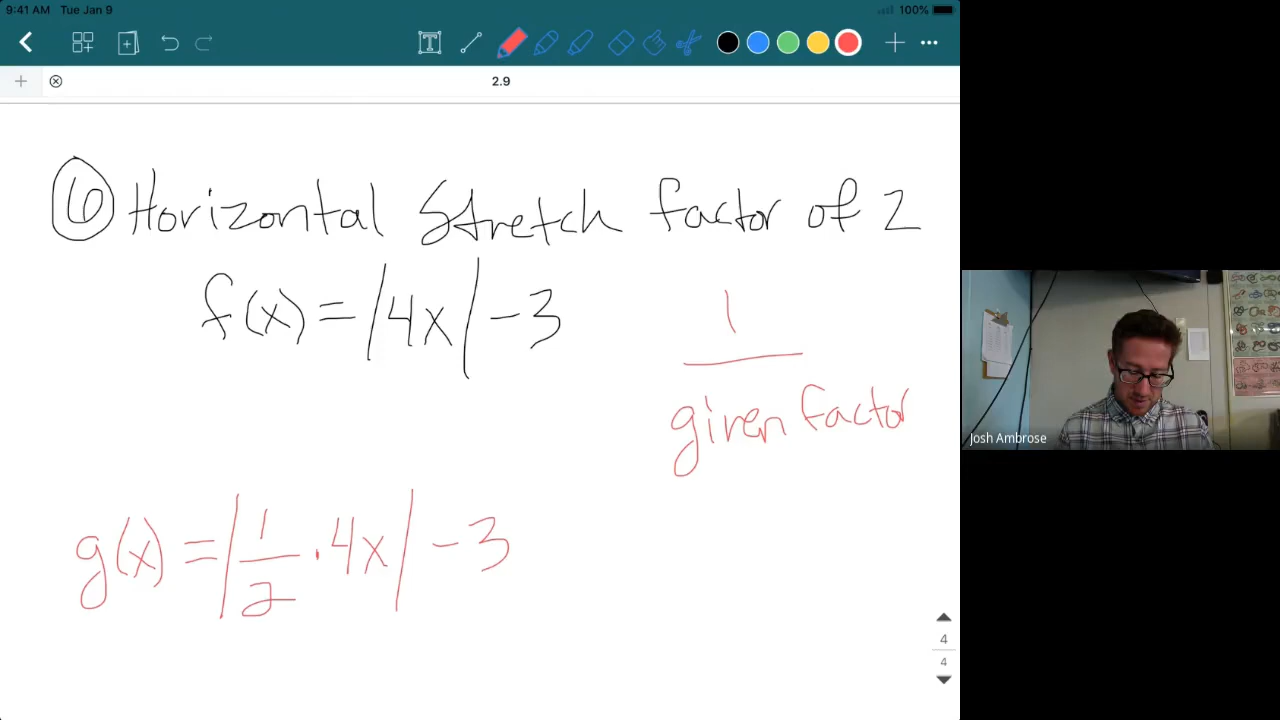 9:41 AM Tue Jan 9
100%
2.9
6 Horizontal Stretch factor of 2
f(x) = |4x| - 3
1
given factor
g(x) = |1/2 · 4x| - 3
Josh Ambrose
4
4